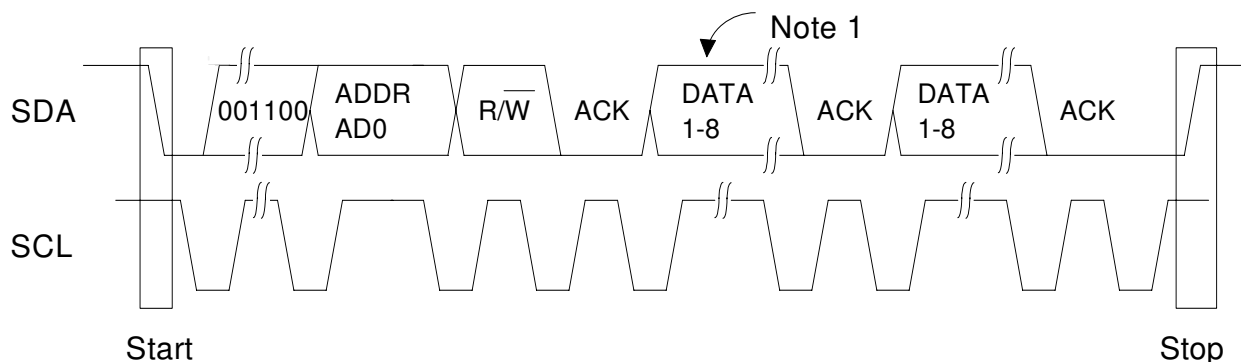 Note 1
SDA
001100
ADDR
AD0
R/W
ACK
DATA
1-8
ACK
DATA
1-8
ACK
SCL
Start
Stop